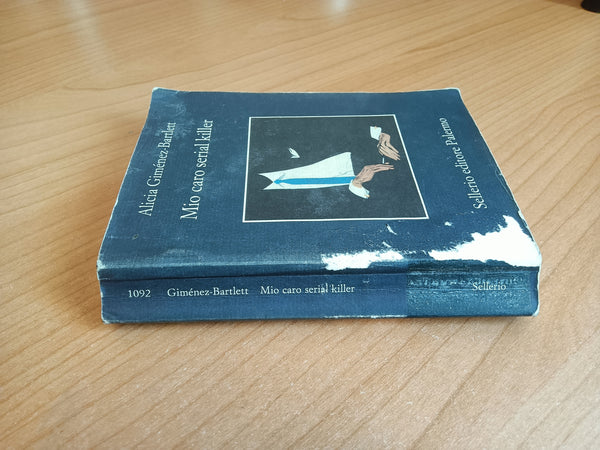 Alicia Giménez-Bartlett
Mio caro serial killer
Sellerio editore Palermo
1092 Giménez-Bartlett Mio caro serial killer Sellerio